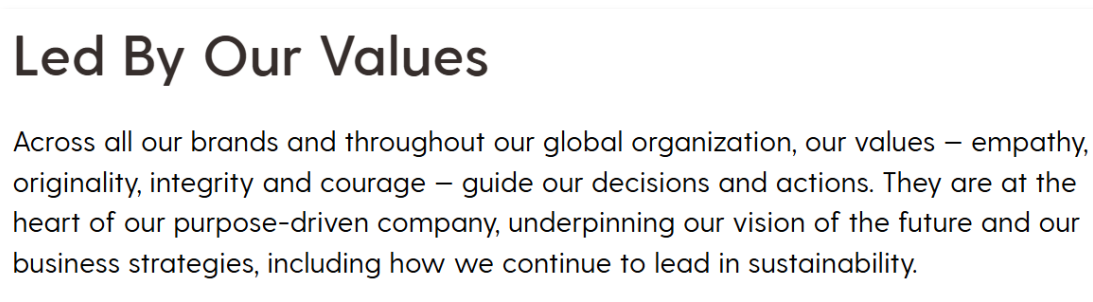 Led By Our Values
Across all our brands and throughout our global organization, our values – empathy,
originality, integrity and courage – guide our decisions and actions. They are at the
heart of our purpose-driven company, underpinning our vision of the future and our
business strategies, including how we continue to lead in sustainability.